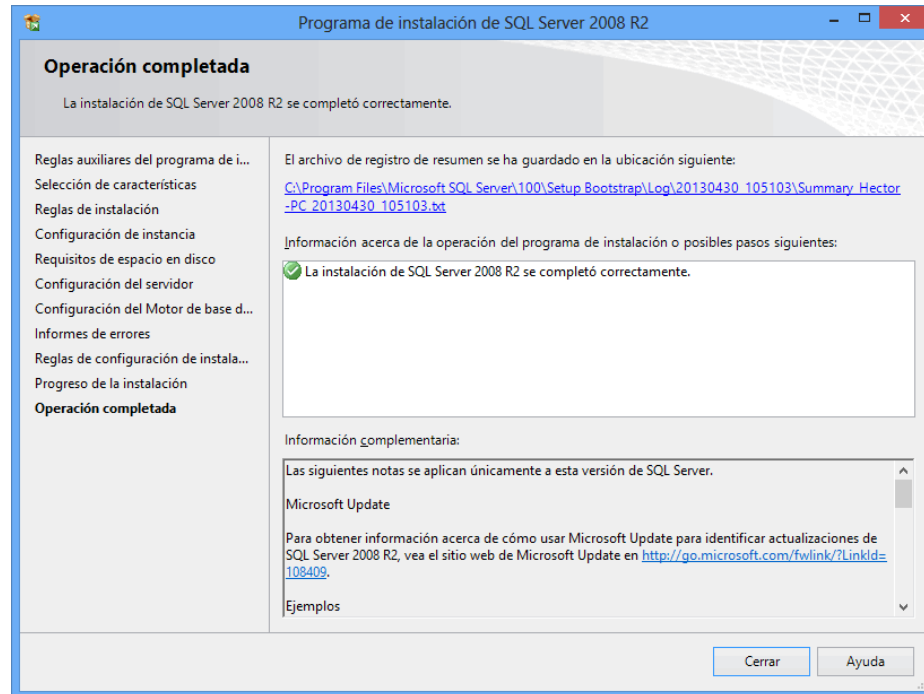 Programa de instalación de SQL Server 2008 R2
Operación completada
La instalación de SQL Server 2008 R2 se completó correctamente.
Reglas auxiliares del programa de i...
Selección de características
Reglas de instalación
Configuración de instancia
Requisitos de espacio en disco
Configuración del servidor
Configuración del Motor de base d...
Informes de errores
Reglas de configuración de instala...
Progreso de la instalación
Operación completada
El archivo de registro de resumen se ha guardado en la ubicación siguiente:
C:\Program Files\Microsoft SQL Server\100\Setup Bootstrap\Log\20130430_105103\Summary_Hector
-PC_20130430_105103.txt
Información acerca de la operación del programa de instalación o posibles pasos siguientes:
La instalación de SQL Server 2008 R2 se completó correctamente.
Información complementaria:
Las siguientes notas se aplican únicamente a esta versión de SQL Server.
Microsoft Update
Para obtener información acerca de cómo usar Microsoft Update para identificar actualizaciones de
SQL Server 2008 R2, vea el sitio web de Microsoft Update en http://go.microsoft.com/fwlink/?LinkId=
108409.
Ejemplos
Cerrar
Ayuda